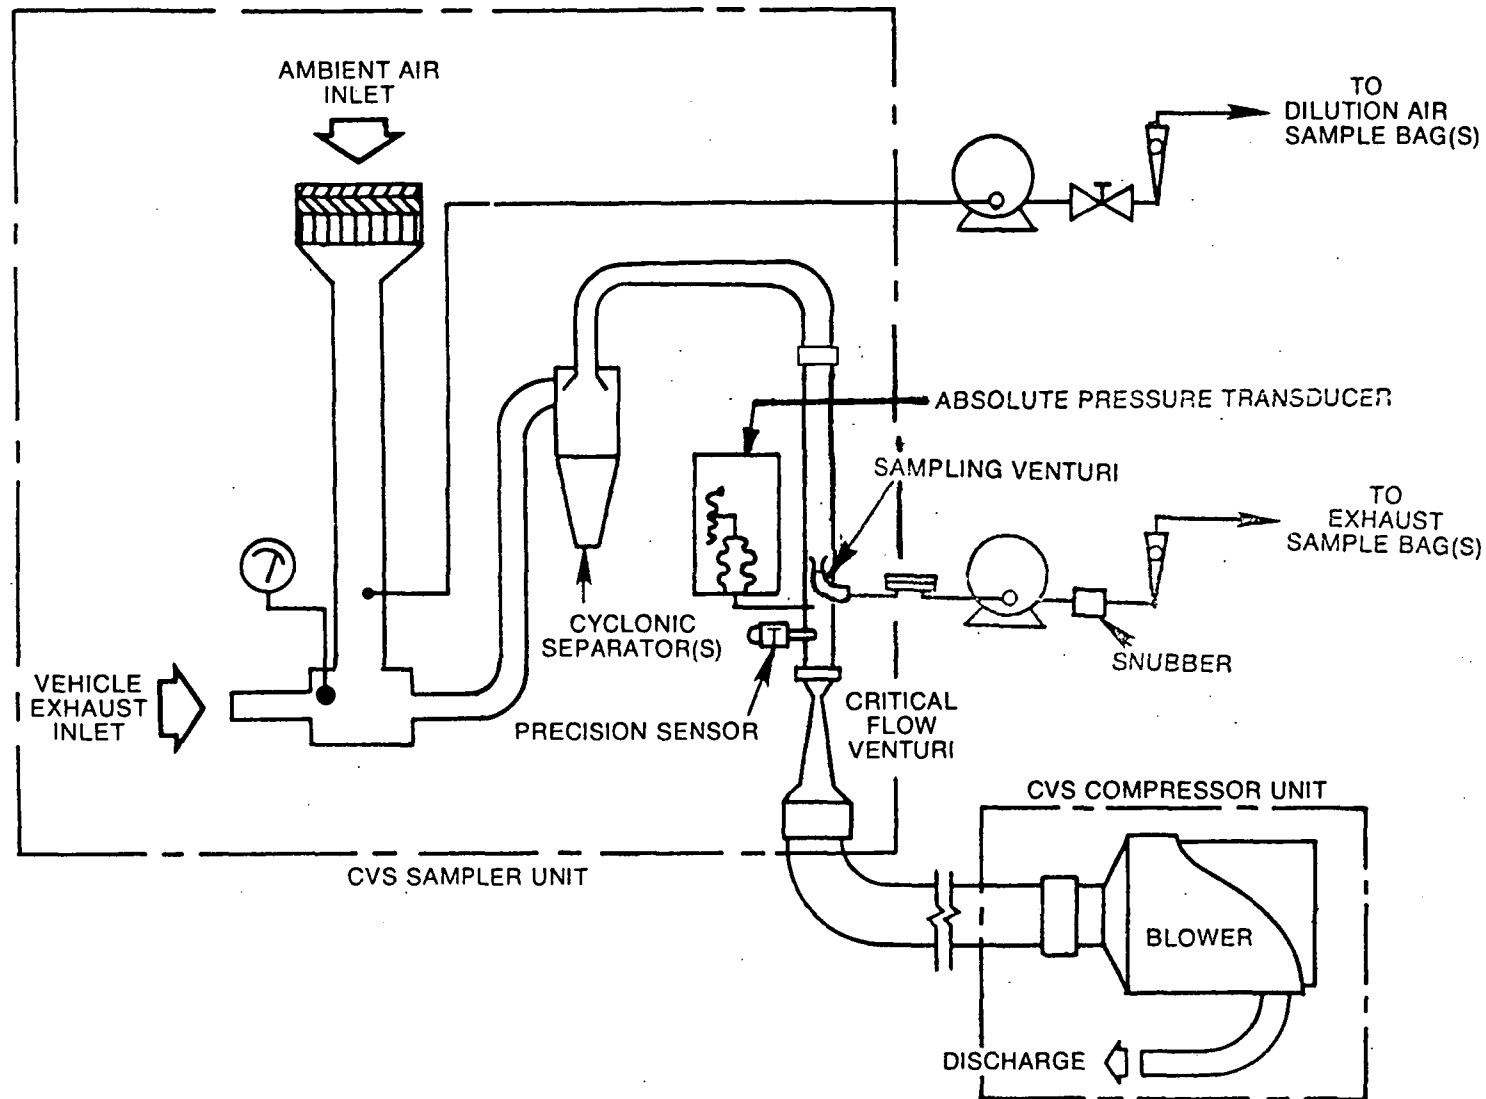 AMBIENT AIR
INLET
TO
DILUTION AIR
SAMPLE BAG(S)
ABSOLUTE PRESSURE TRANSDUCER
SAMPLING VENTURI
TO
EXHAUST
SAMPLE BAG(S)
CYCLONIC
SEPARATOR(S)
SNUBBER
VEHICLE
EXHAUST
INLET
PRECISION SENSOR
CRITICAL
FLOW
VENTURI
CVS COMPRESSOR UNIT
CVS SAMPLER UNIT
BLOWER
DISCHARGE